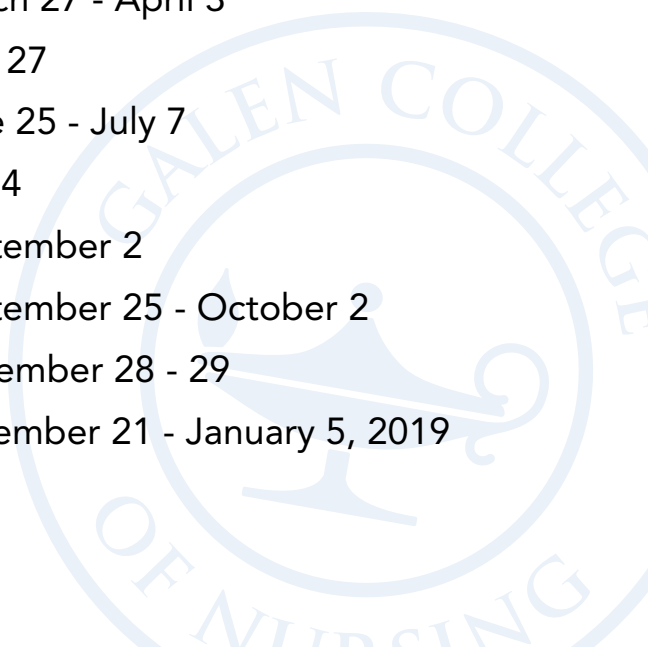 27 - April 3
27
25 - July 7
4
tember 2
tember 25 - October 2
ember 28 - 29
ember 21 - January 5, 2019
GALEN COLLEGE
OF NURSING